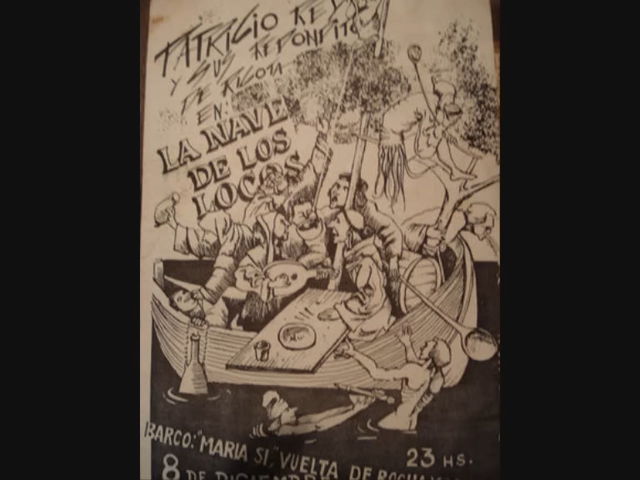 PATRICIO REY
Y SUS REDONDITOS
DE RICOTA
EN:
LA NAVE
DE LOS
LOCOS
BARCO: "MARIA SI," VUELTA DE ROCHA
23 HS.
8 DE DICIEMBRE